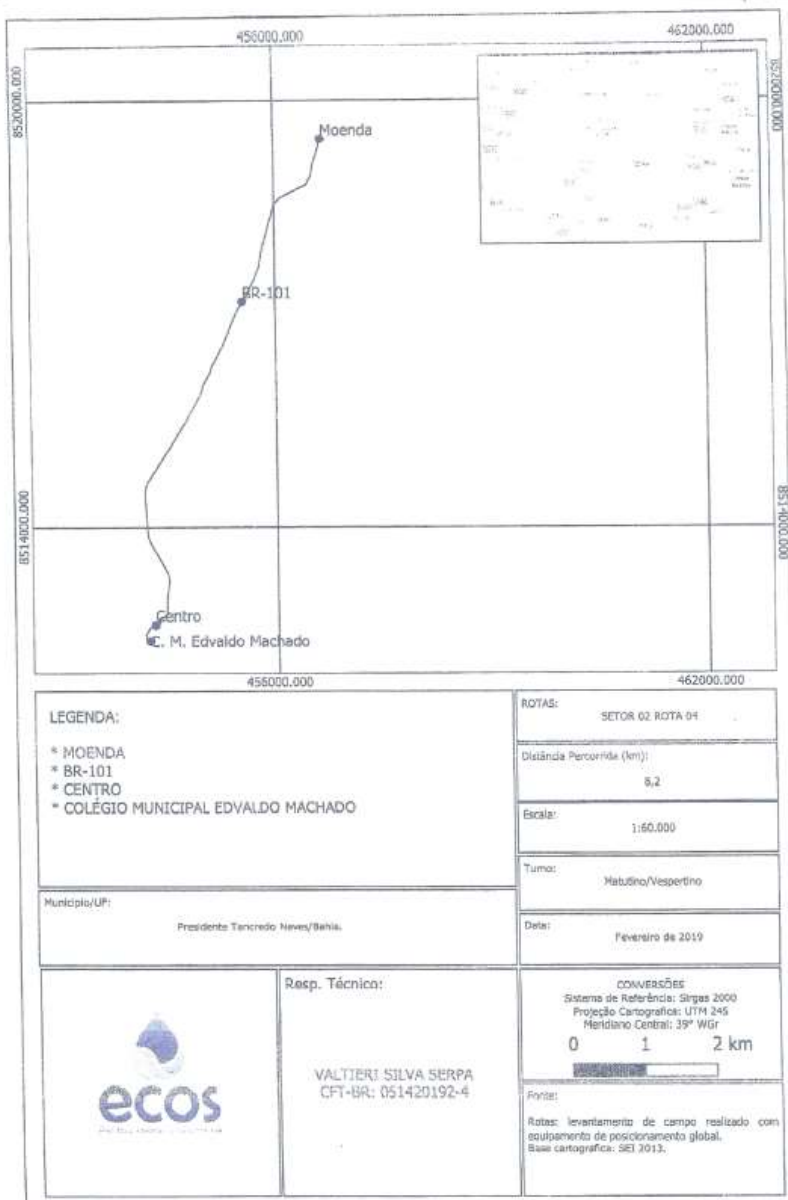 456000.000
462000.000
8520000.000
8520000.000
Moenda
BR-101
8514000.000
8514000.000
Centro
C. M. Edvaldo Machado
456000.000
462000.000
LEGENDA:
* MOENDA
* BR-101
* CENTRO
* COLÉGIO MUNICIPAL EDVALDO MACHADO
ROTAS:
SETOR 02 ROTA 04
Distância Percorrida (km):
8,2
Escala:
1:60.000
Turno:
Matutino/Vespertino
Município/UF:
Presidente Tancredo Neves/Bahia.
Data:
Fevereiro de 2019
ecos
Resp. Técnico:
VALTIERI SILVA SERPA
CFT-BR: 051420192-4
CONVERSÕES
Sistema de Referência: Sirgas 2000
Projeção Cartografica: UTM 24S
Meridiano Central: 39° WGr
0 1 2 km
Fonte:
Rotas: levantamento de campo realizado com
equipamento de posicionamento global.
Base cartografica: SEI 2013.